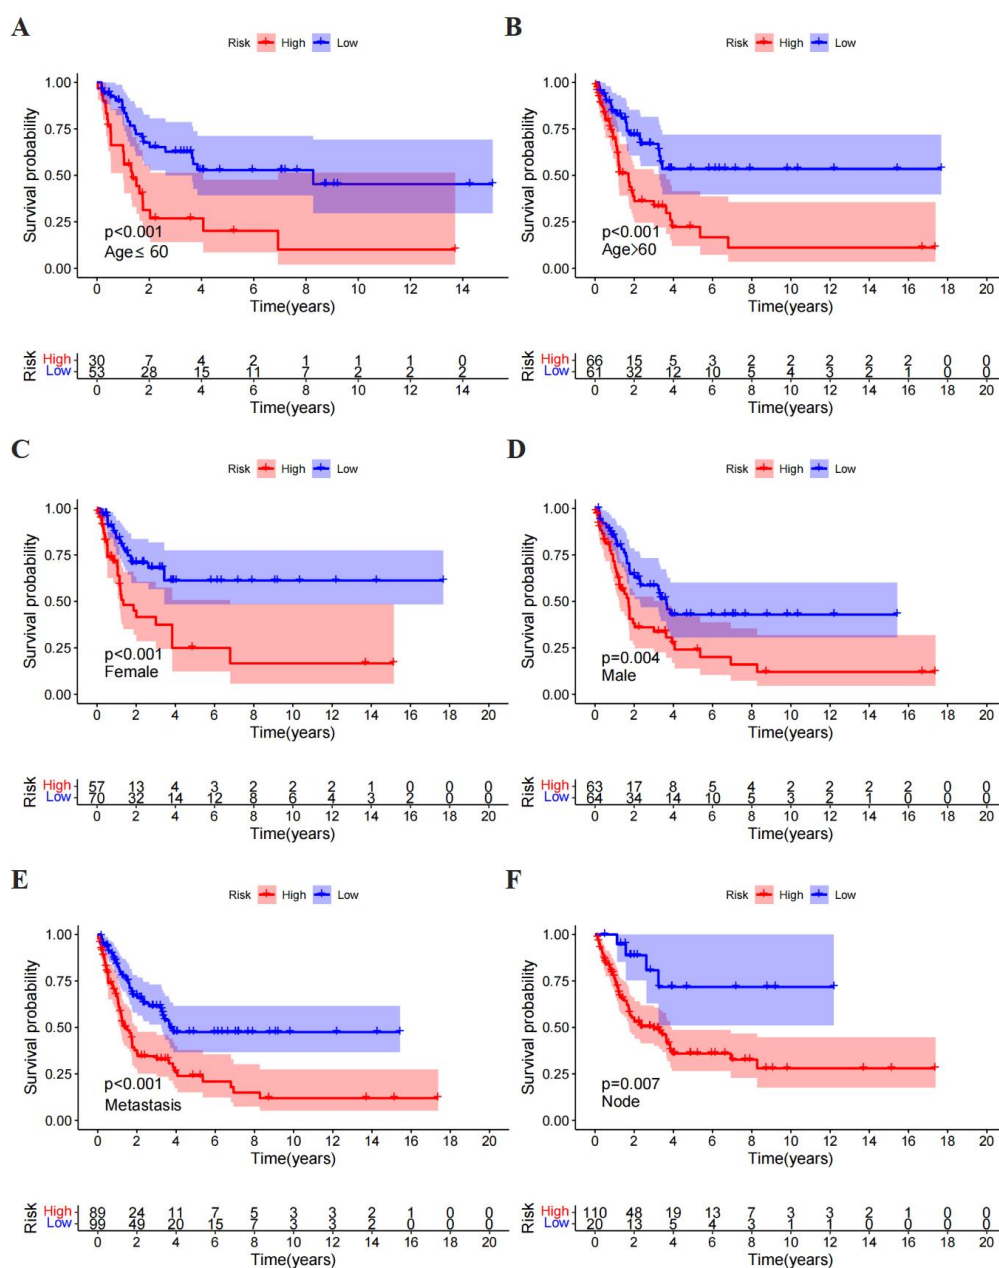 A
Risk High Low
Survival probability
1.00
0.75
0.50
0.25
0.00
p<0.001
Age≤ 60
0 2 4 6 8 10 12 14
Time(years)
Risk
High 30 7 4 2 1 1 1 0
Low 53 28 15 11 7 2 2 2
0 2 4 6 8 10 12 14
Time(years)
B
Risk High Low
Survival probability
1.00
0.75
0.50
0.25
0.00
p<0.001
Age>60
0 2 4 6 8 10 12 14 16 18 20
Time(years)
Risk
High 66 15 5 3 2 2 2 2 2 0 0
Low 61 32 12 10 5 4 3 2 1 0 0
0 2 4 6 8 10 12 14 16 18 20
Time(years)
C
Risk High Low
Survival probability
1.00
0.75
0.50
0.25
0.00
p<0.001
Female
0 2 4 6 8 10 12 14 16 18 20
Time(years)
Risk
High 57 13 4 3 2 2 2 1 0 0 0
Low 70 32 14 12 8 6 4 3 2 0 0
0 2 4 6 8 10 12 14 16 18 20
Time(years)
D
Risk High Low
Survival probability
1.00
0.75
0.50
0.25
0.00
p=0.004
Male
0 2 4 6 8 10 12 14 16 18 20
Time(years)
Risk
High 63 17 8 5 4 2 2 2 2 0 0
Low 64 34 14 10 5 3 2 1 0 0 0
0 2 4 6 8 10 12 14 16 18 20
Time(years)
E
Risk High Low
Survival probability
1.00
0.75
0.50
0.25
0.00
p<0.001
Metastasis
0 2 4 6 8 10 12 14 16 18 20
Time(years)
Risk
High 89 24 11 7 5 3 3 2 1 0 0
Low 99 49 20 15 7 3 3 2 0 0 0
0 2 4 6 8 10 12 14 16 18 20
Time(years)
F
Risk High Low
Survival probability
1.00
0.75
0.50
0.25
0.00
p=0.007
Node
0 2 4 6 8 10 12 14 16 18 20
Time(years)
Risk
High 110 48 19 13 7 3 3 2 1 0 0
Low 20 13 5 4 3 1 1 0 0 0 0
0 2 4 6 8 10 12 14 16 18 20
Time(years)